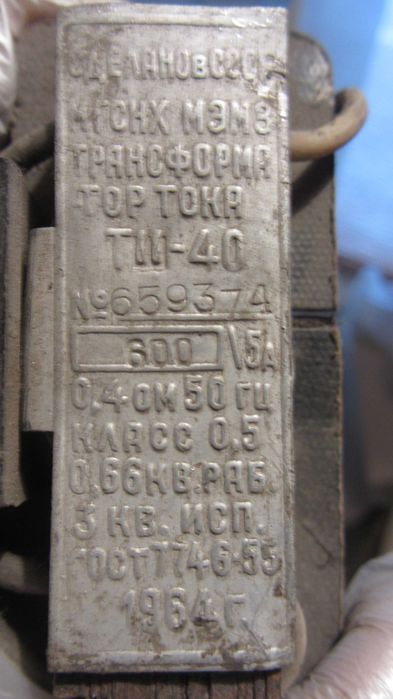 СДЕЛАНО в СССР
МГСНХ МЭМЗ
ТРАНСФОРМА
ТОР ТОКА
ТШ-40
№659374
600 \5А
0,4 ОМ 50 ГЦ
КЛАСС 0.5
0.66 КВ. РАБ.
3 КВ. ИСП.
ГОСТ 7746-55
1964 Г.